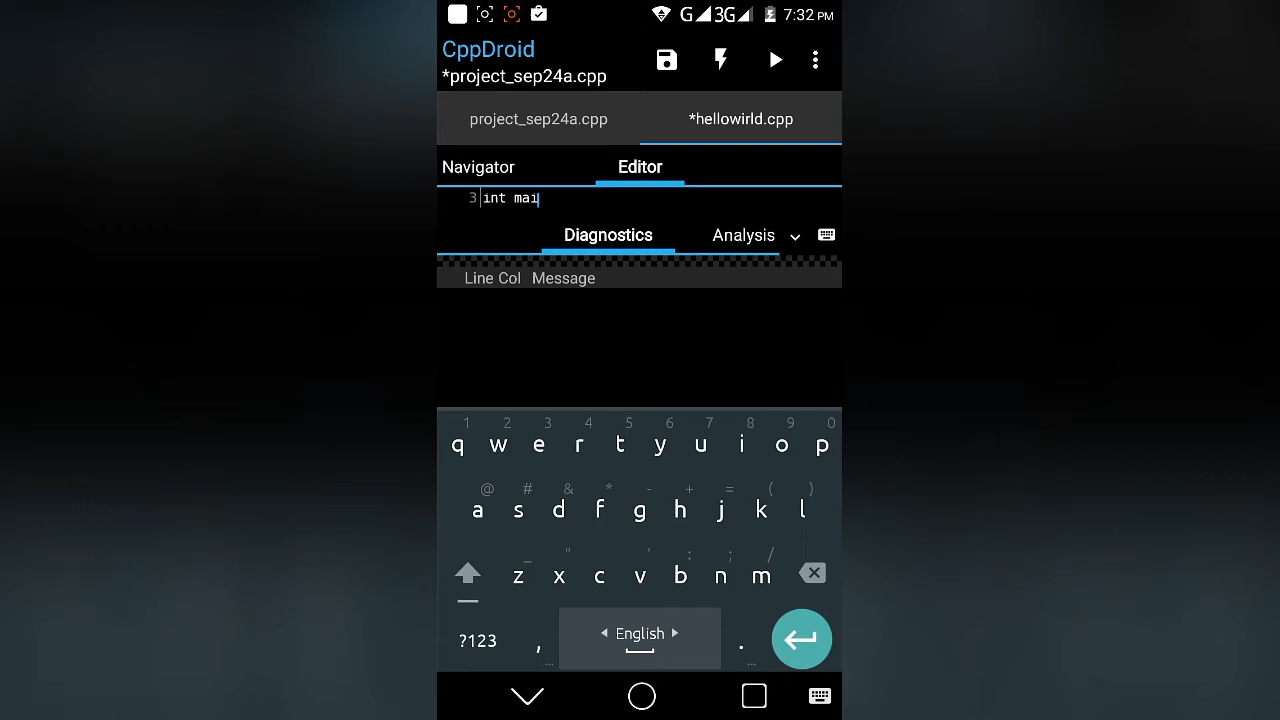 G 3G 7:32 PM
CppDroid
*project_sep24a.cpp
project_sep24a.cpp *hellowirld.cpp
Navigator Editor
3 int mai
Diagnostics Analysis
Line Col Message
1 2 3 4 5 6 7 8 9 0
q w e r t y u i o p
@ # & * - + = ( )
a s d f g h j k l
_ " ' : ; /
z x c v b n m
?123 , English .
... ...